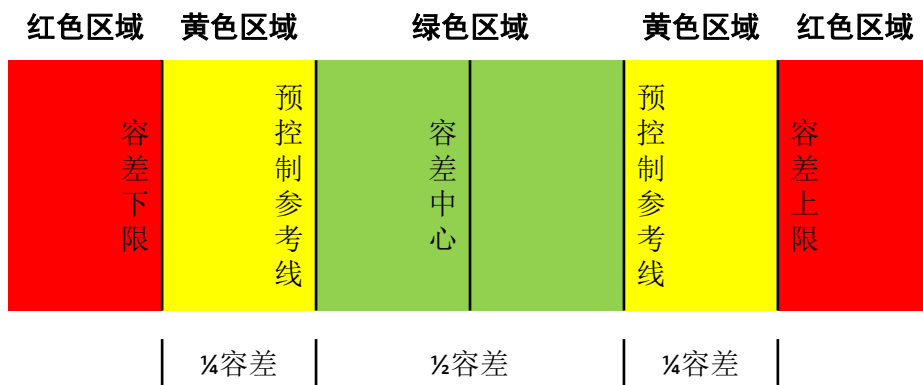 红色区域 黄色区域 绿色区域 黄色区域 红色区域
容差下限
预控制参考线
容差中心
预控制参考线
容差上限
¼容差 ½容差 ¼容差